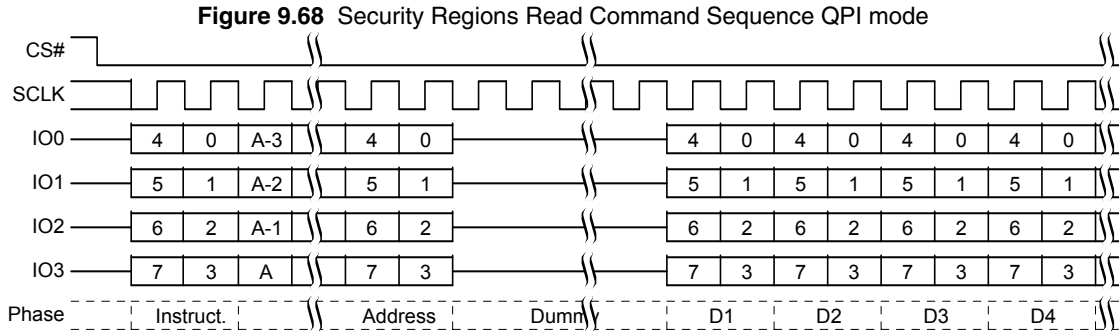 Figure 9.68 Security Regions Read Command Sequence QPI mode
CS#
SCLK
IO0 4 0 A-3 4 0 4 0 4 0 4 0 4 0
IO1 5 1 A-2 5 1 5 1 5 1 5 1 5 1
IO2 6 2 A-1 6 2 6 2 6 2 6 2 6 2
IO3 7 3 A 7 3 7 3 7 3 7 3 7 3
Phase Instruct. Address Dummy D1 D2 D3 D4